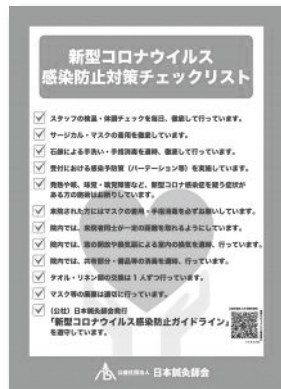 新型コロナウイルス
感染防止対策チェックリスト
スタッフの検温・体調チェックを毎日、徹底して行っています。
サージカル・マスクの着用を徹底しています。
石鹸による手洗い・手指消毒を適時、徹底して行っています。
受付における感染予防策（パーテーション等）を実施しています。
発熱や咳、味覚・嗅覚障害など、新型コロナ感染症を疑う症状が
ある方の施術はお断りしています。
来院された方にはマスクの着用・手指消毒を必ずお願いしています。
院内では、来院者同士が一定の距離を取れるようにしています。
院内では、窓の開放や換気扇による室内の換気を適時、行っています。
院内では、共有部分・備品等の消毒を適時、行っています。
タオル・リネン類の交換は1人ずつ行っています。
マスク等の廃棄は適切に行っています。
（公社）日本鍼灸師会発行
「新型コロナウイルス感染防止ガイドライン」
を遵守しています。
公益社団法人 日本鍼灸師会